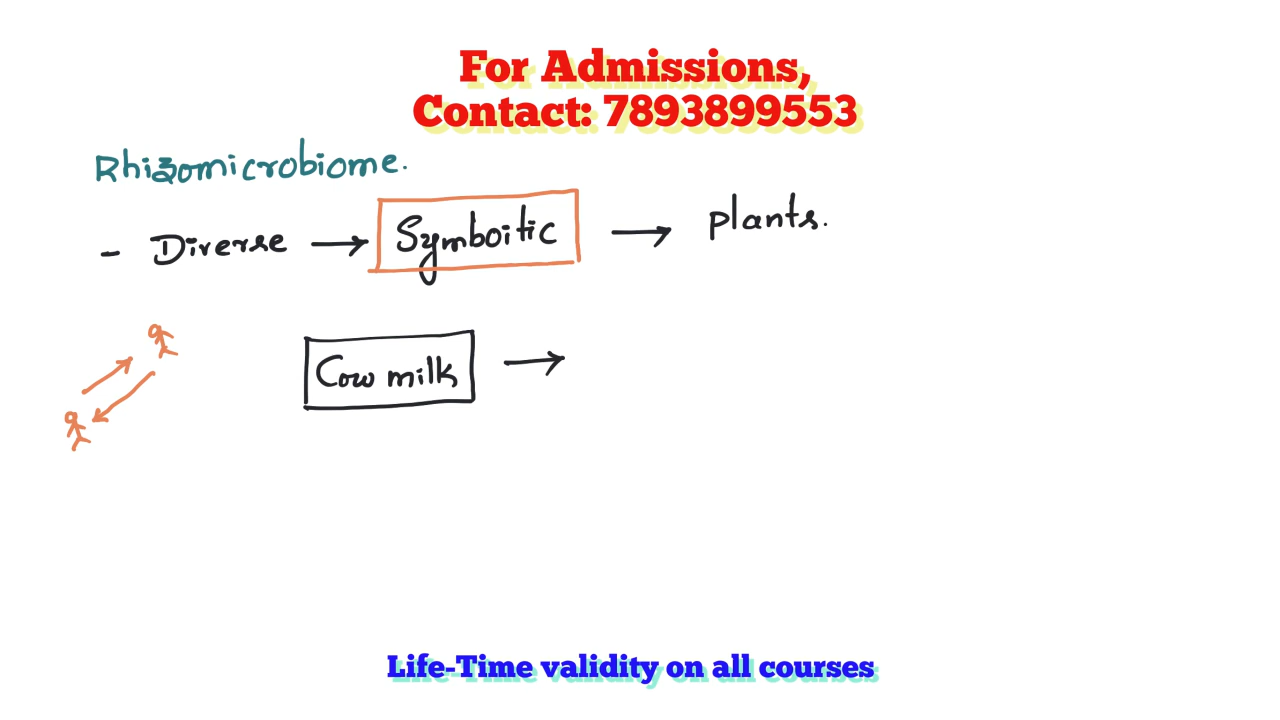 For Admissions,
Contact: 7893899553
Rhizomicrobiome.
- Diverse → Symboitic → plants.
Cow milk →
Life-Time validity on all courses